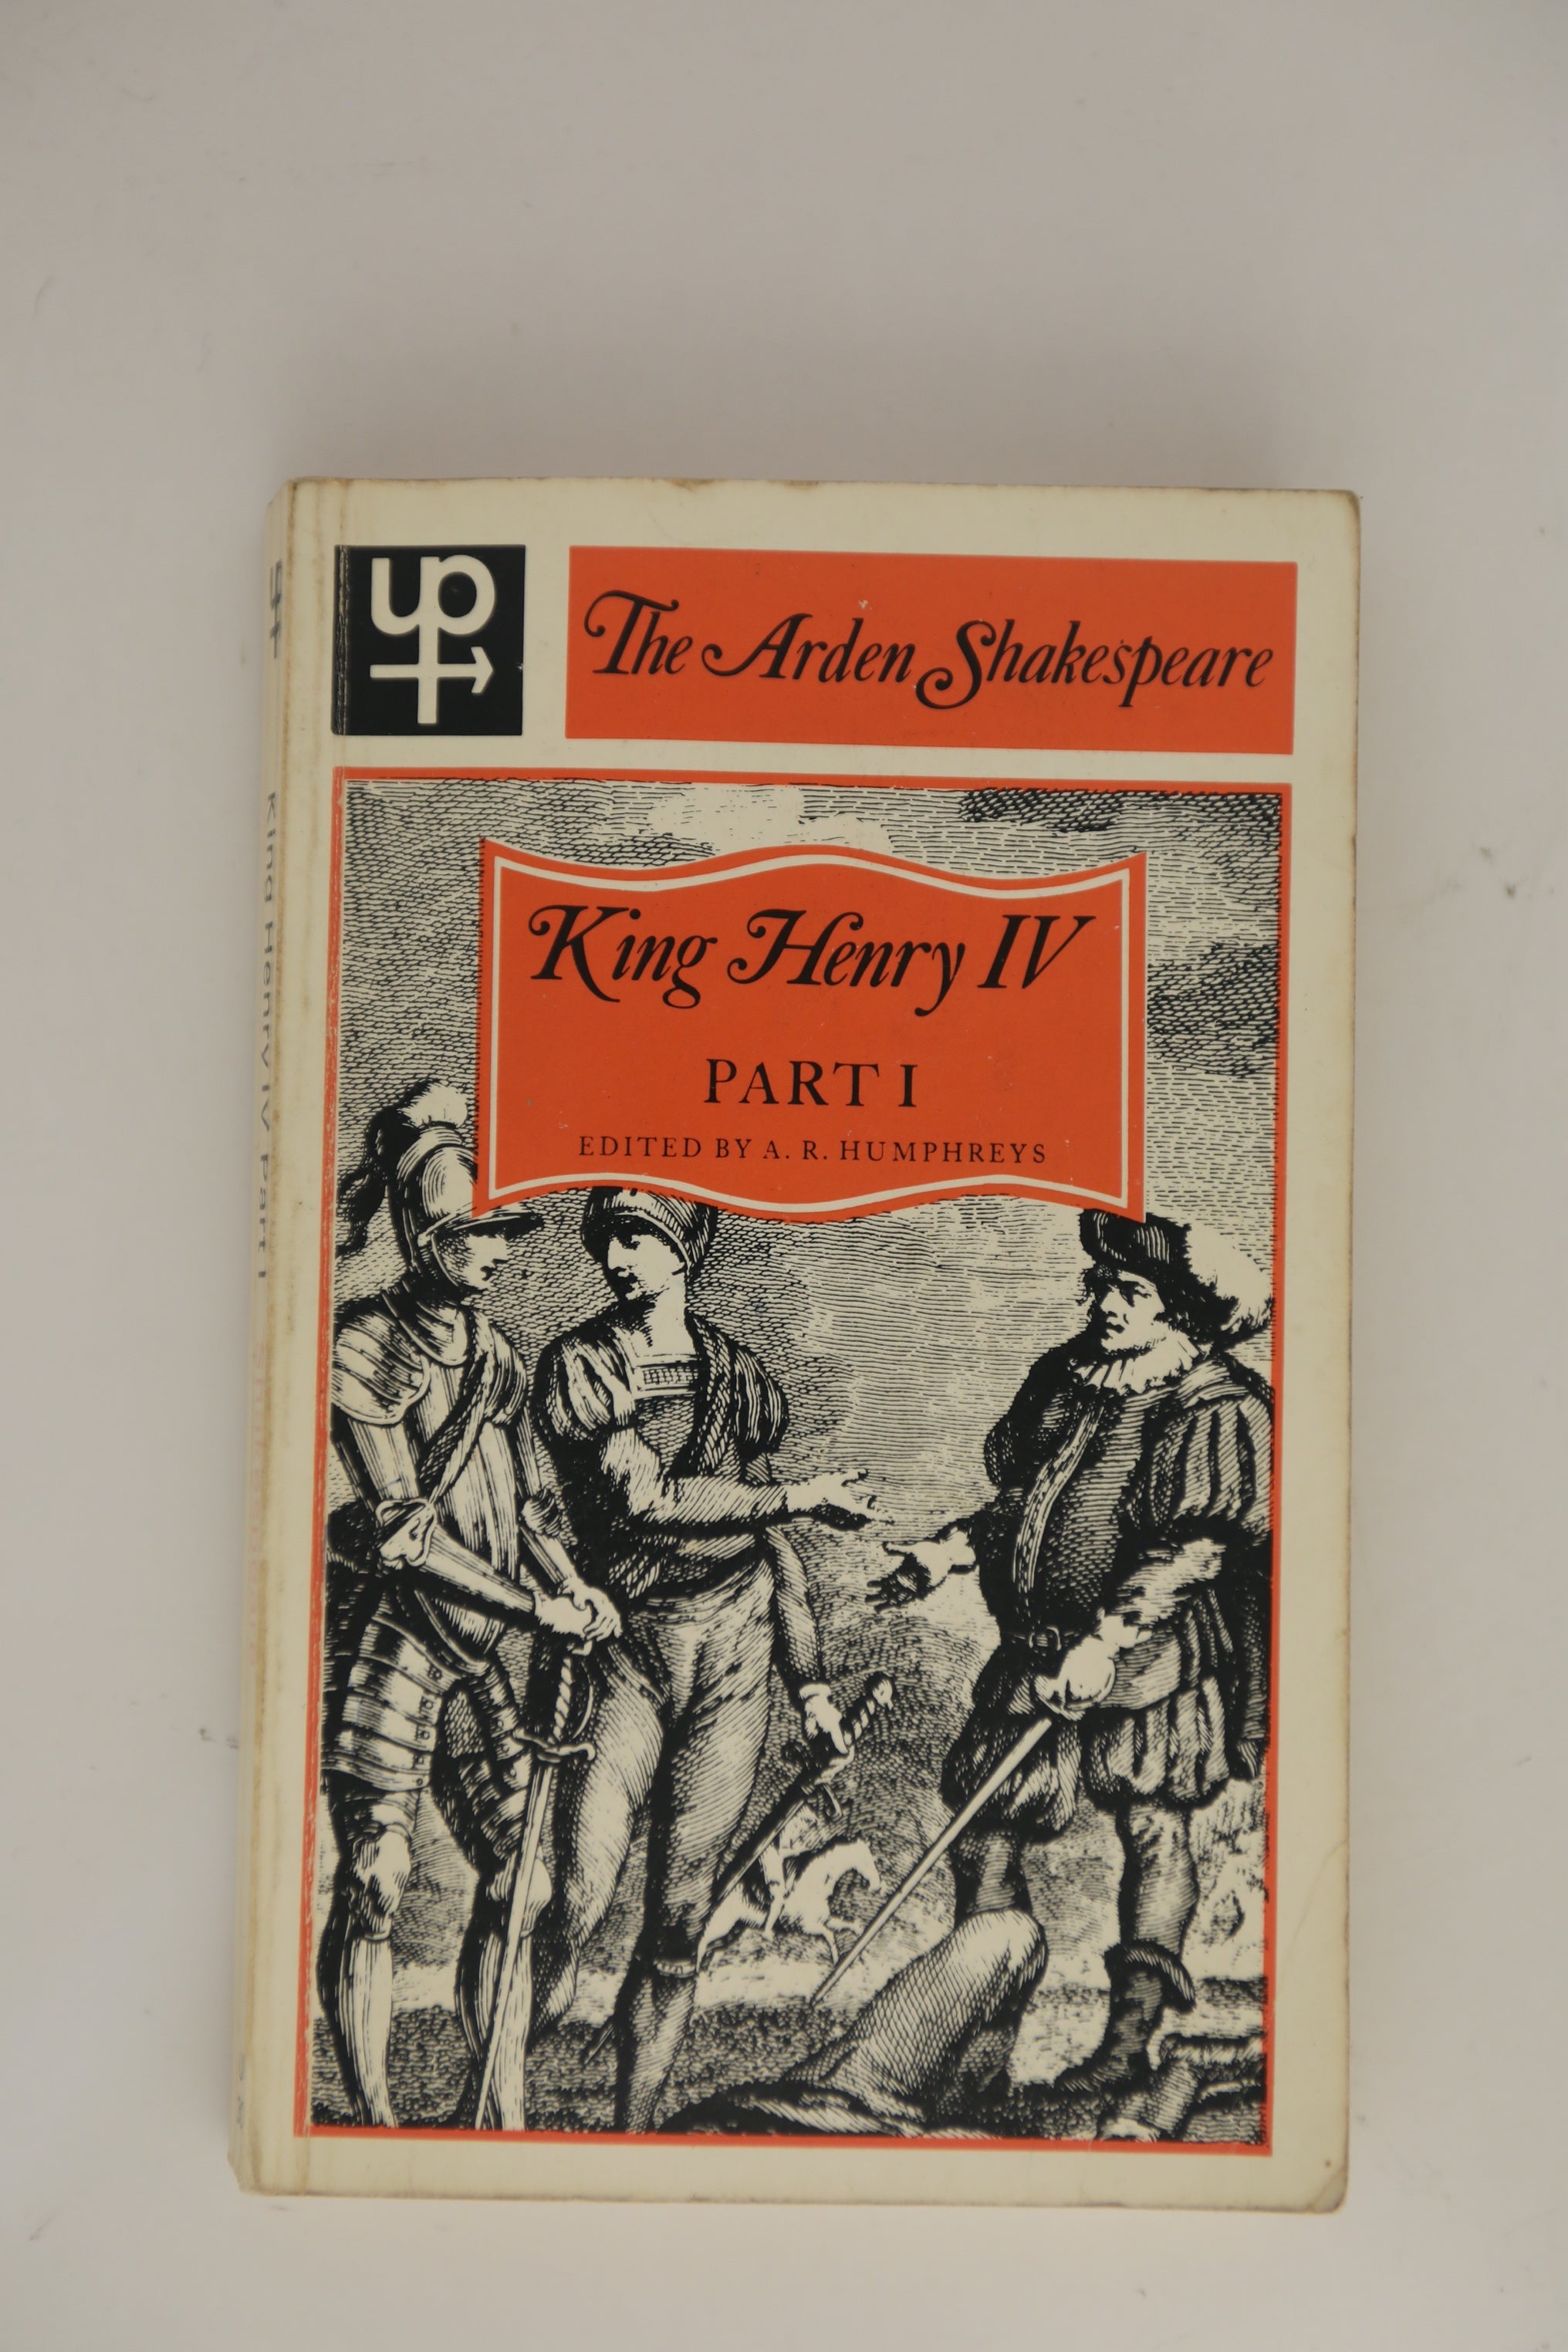 up
The Arden Shakespeare
King Henry IV
PART I
EDITED BY A. R. HUMPHREYS
King Henry IV Part I